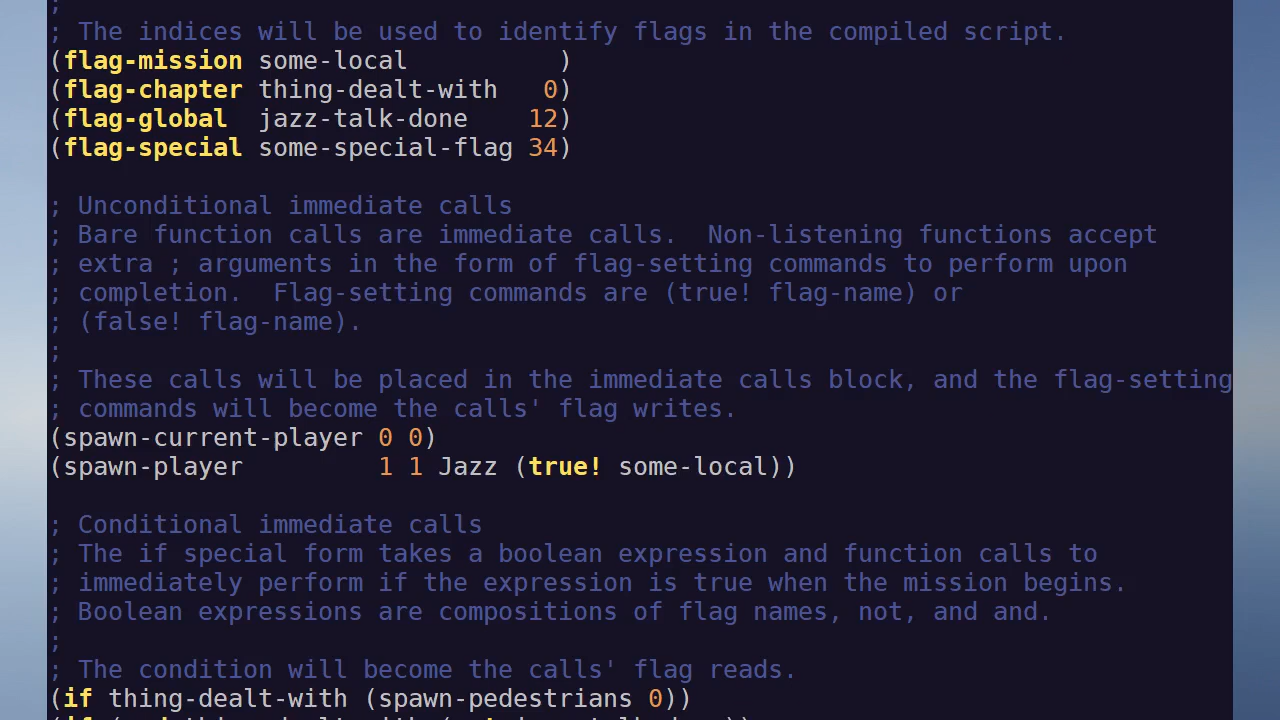 ;
; The indices will be used to identify flags in the compiled script.
(flag-mission some-local          )
(flag-chapter thing-dealt-with   0)
(flag-global  jazz-talk-done    12)
(flag-special some-special-flag 34)
; Unconditional immediate calls
; Bare function calls are immediate calls.  Non-listening functions accept
; extra ; arguments in the form of flag-setting commands to perform upon
; completion.  Flag-setting commands are (true! flag-name) or
; (false! flag-name).
;
; These calls will be placed in the immediate calls block, and the flag-setting
; commands will become the calls' flag writes.
(spawn-current-player 0 0)
(spawn-player         1 1 Jazz (true! some-local))
; Conditional immediate calls
; The if special form takes a boolean expression and function calls to
; immediately perform if the expression is true when the mission begins.
; Boolean expressions are compositions of flag names, not, and and.
;
; The condition will become the calls' flag reads.
(if thing-dealt-with (spawn-pedestrians 0))